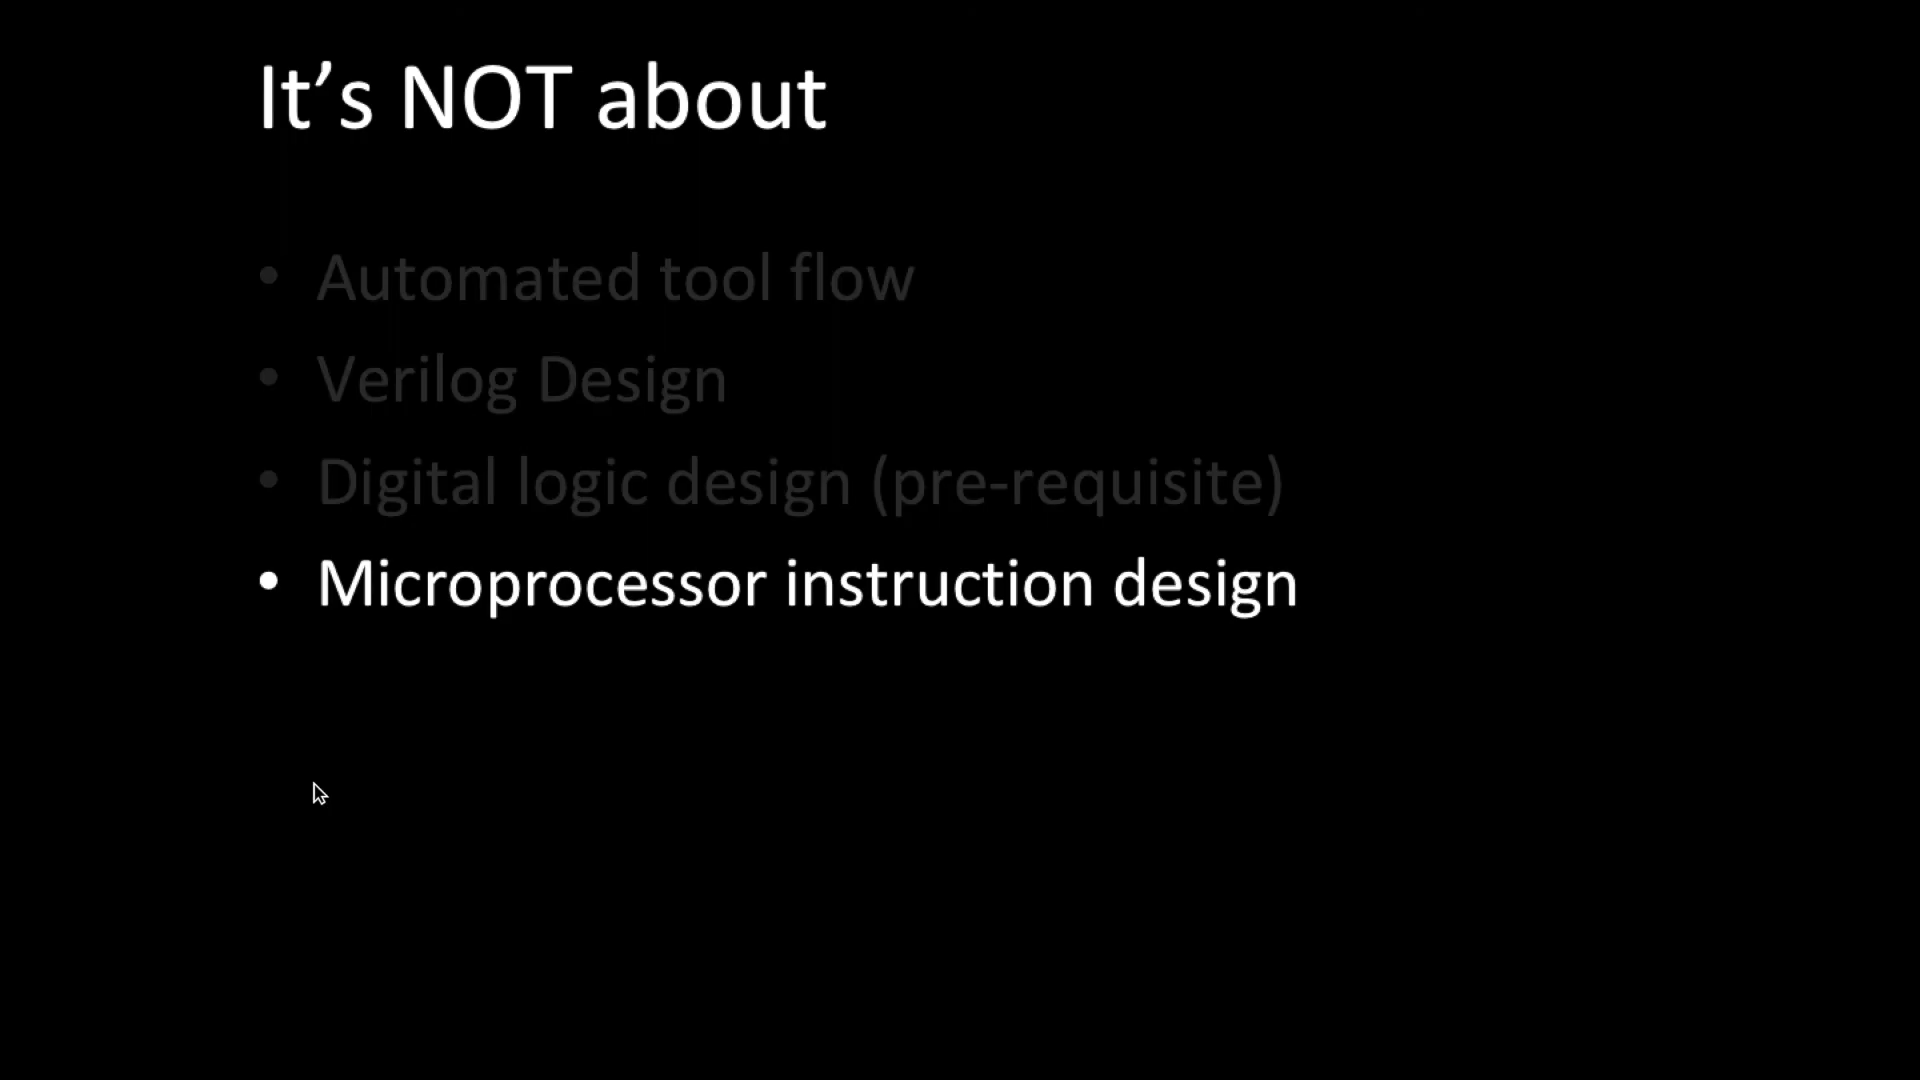 It’s NOT about
• Automated tool flow
• Verilog Design
• Digital logic design (pre-requisite)
• Microprocessor instruction design